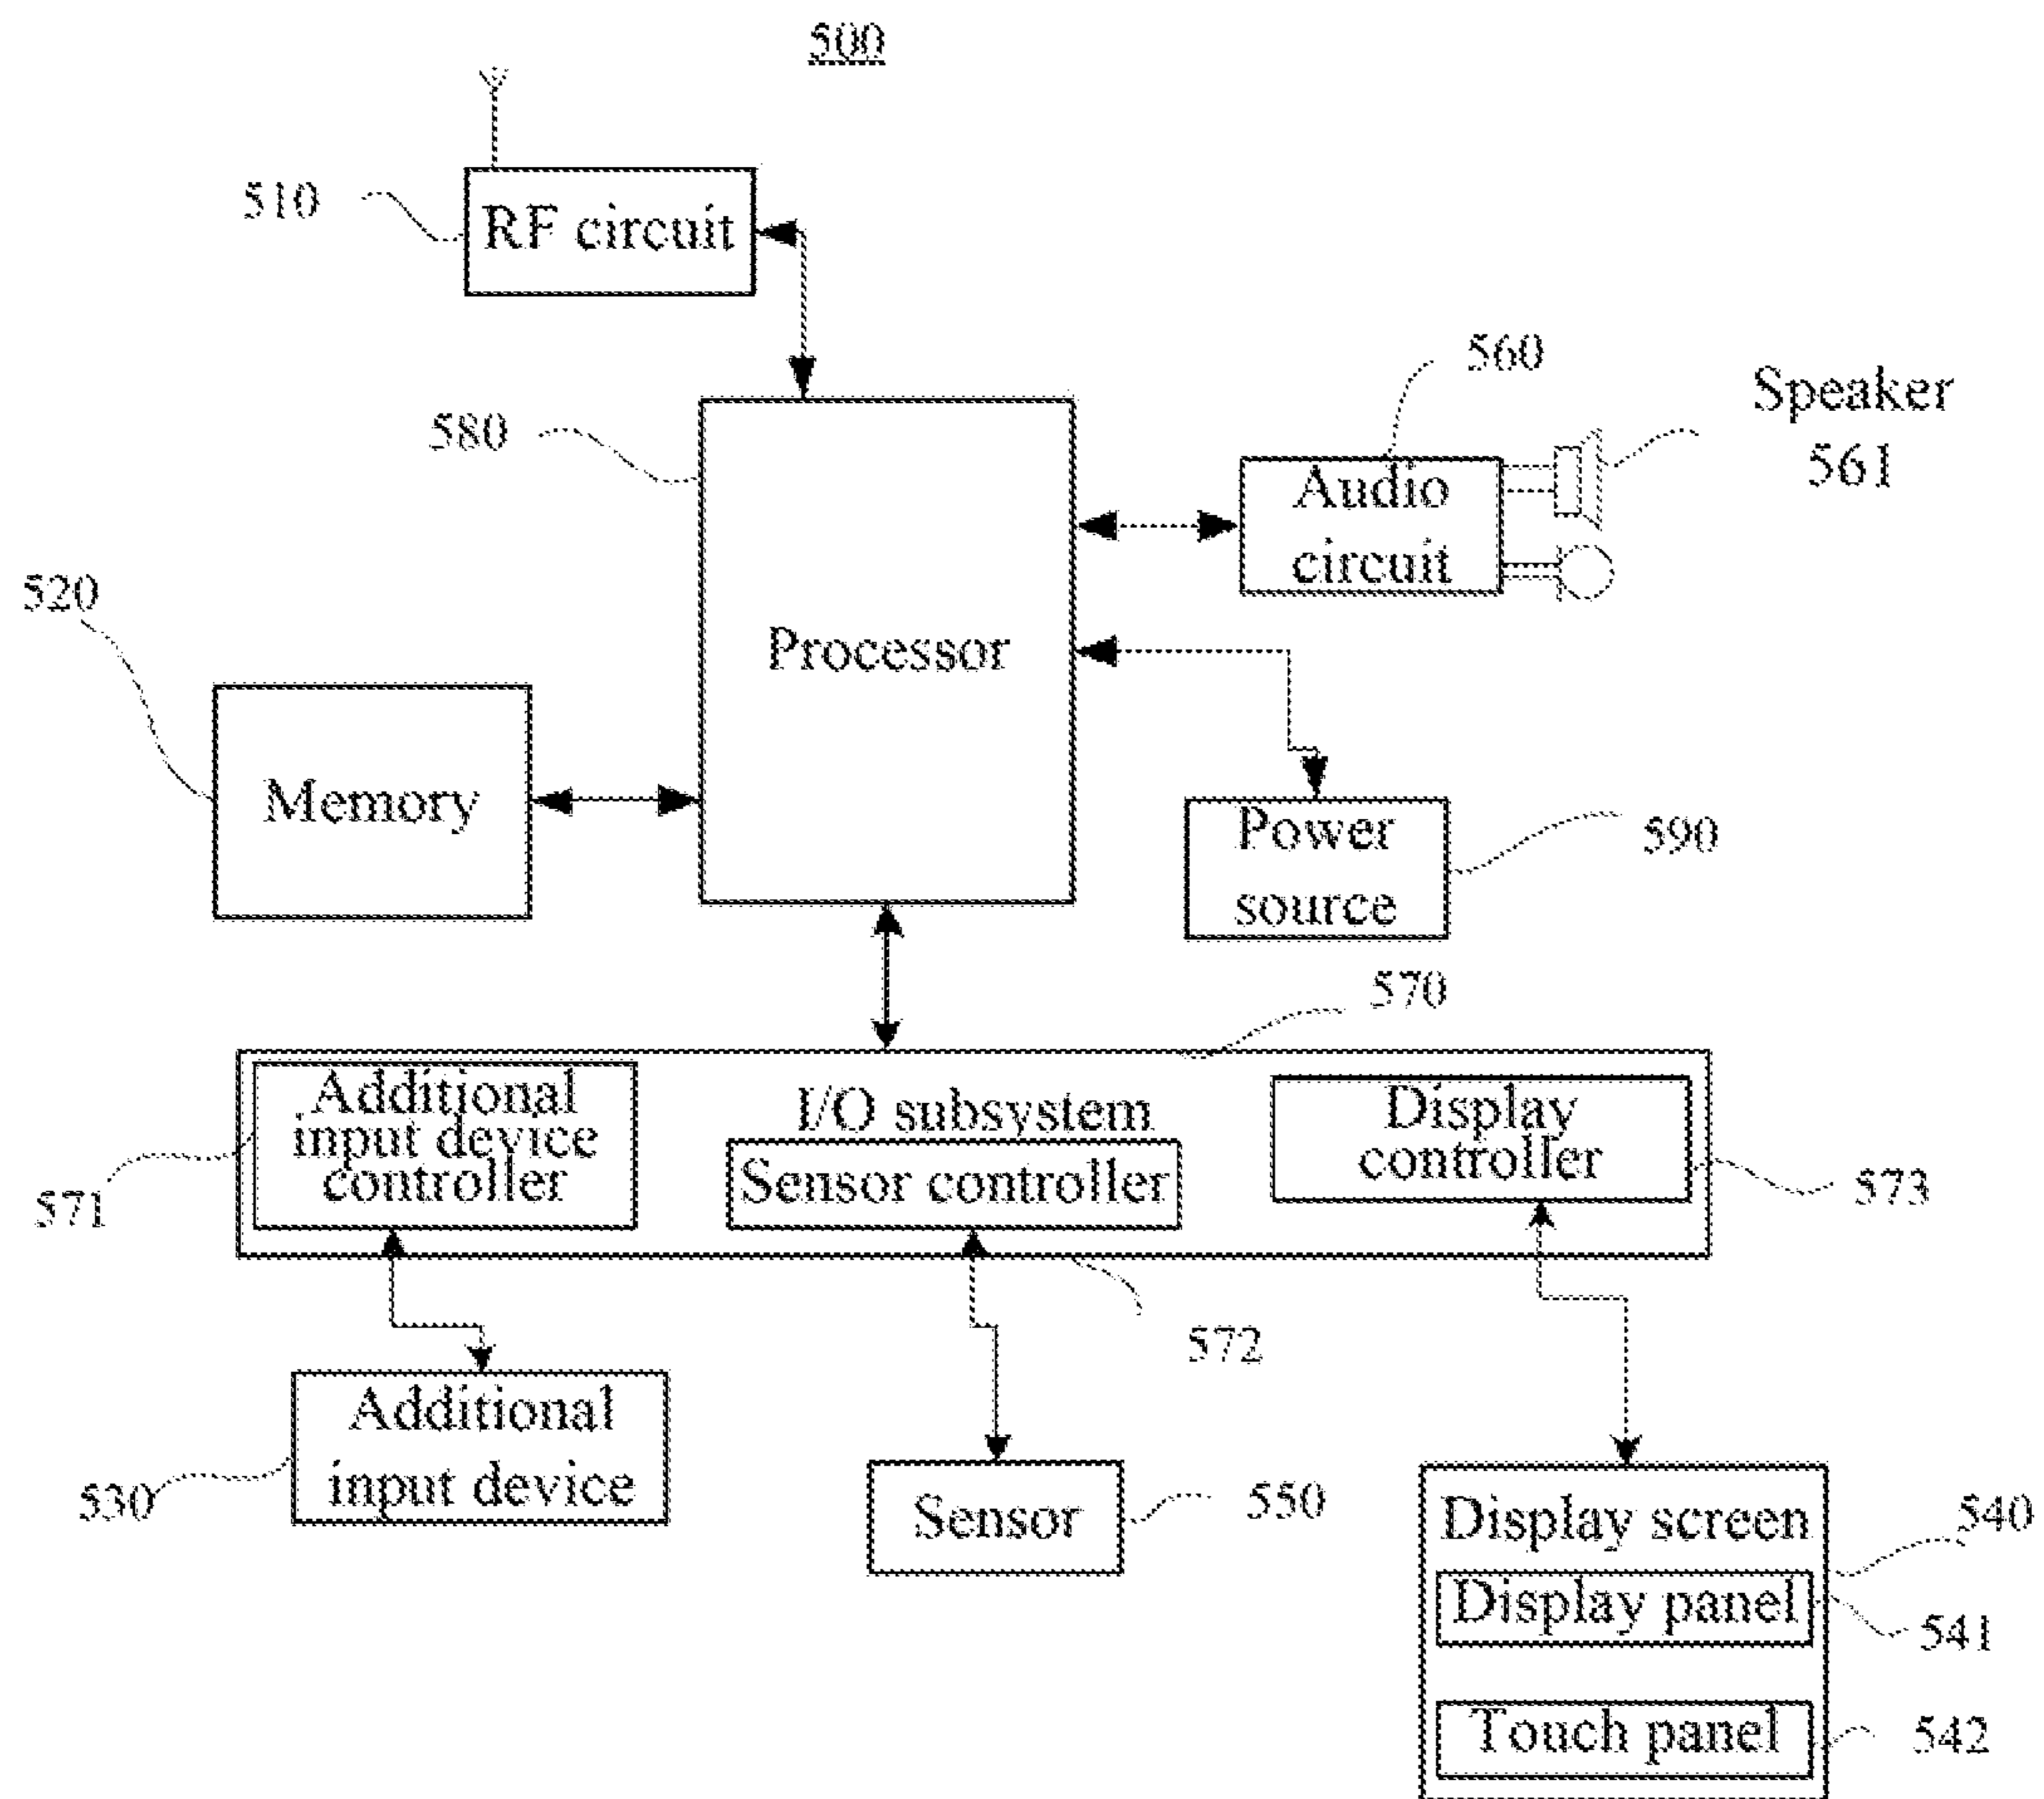 500
510
RF circuit
560
Speaker
561
580
Audio
circuit
520
Processor
Memory
Power
source
590
570
Additional
input device
controller
I/O subsystem
Sensor controller
Display
controller
571
573
572
Additional
input device
530
Sensor
550
Display screen
540
Display panel
541
Touch panel
542